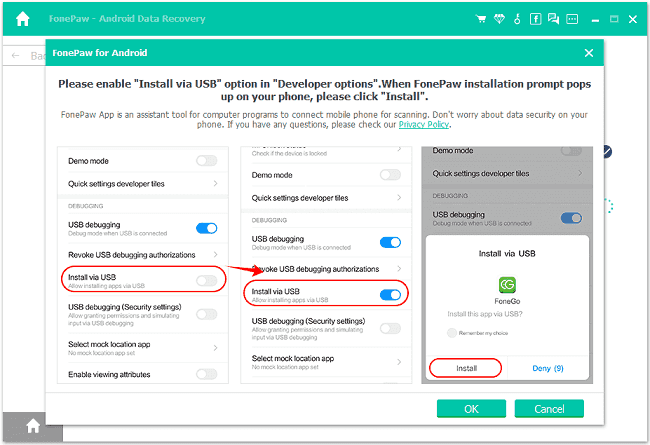 FonePaw - Android Data Recovery
FonePaw for Android
Please enable "Install via USB" option in "Developer options".When FonePaw installation prompt pops
up on your phone, please click "Install".
FonePaw App is an assistant tool for computer programs to connect mobile phone for scanning. Don't worry about data security on your
phone. If you have any questions, please check our Privacy Policy.
Demo mode
Quick settings developer tiles
DEBUGGING
USB debugging
Debug mode when USB is connected
Revoke USB debugging authorizations
Install via USB
Allow installing apps via USB
USB debugging (Security settings)
Allow granting permissions and simulating
input via USB debugging
Select mock location app
No mock location app set
Enable viewing attributes
Check if the device is locked
Demo mode
Quick settings developer tiles
DEBUGGING
USB debugging
Debug mode when USB is connected
Revoke USB debugging authorizations
Install via USB
Allow installing apps via USB
USB debugging (Security settings)
Allow granting permissions and simulating
input via USB debugging
Select mock location app
No mock location app set
Demo mode
Quick settings developer tiles
DEBUGGING
USB debugging
Install via USB
FoneGo
Install this app via USB?
Remember my choice
Install
Deny (9)
OK
Cancel